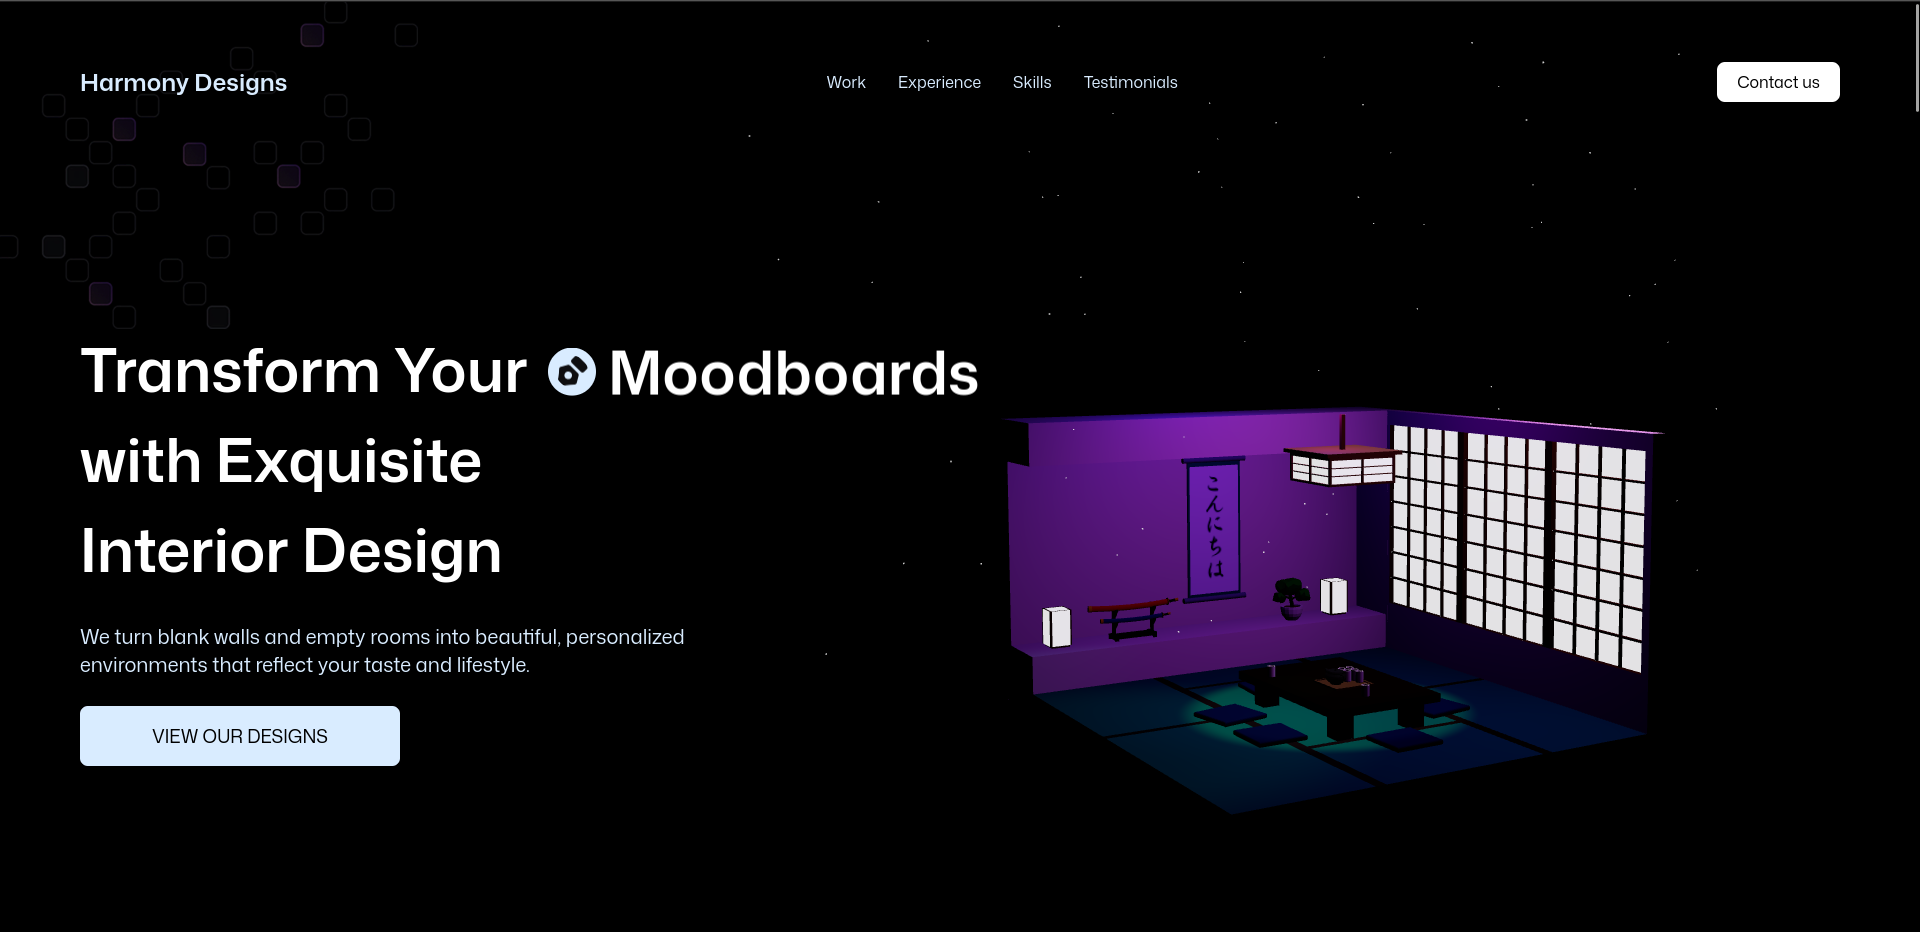 Harmony Designs
Work
Experience
Skills
Testimonials
Contact us
Transform Your Moodboards
with Exquisite
Interior Design
We turn blank walls and empty rooms into beautiful, personalized
environments that reflect your taste and lifestyle.
VIEW OUR DESIGNS
こんにちは